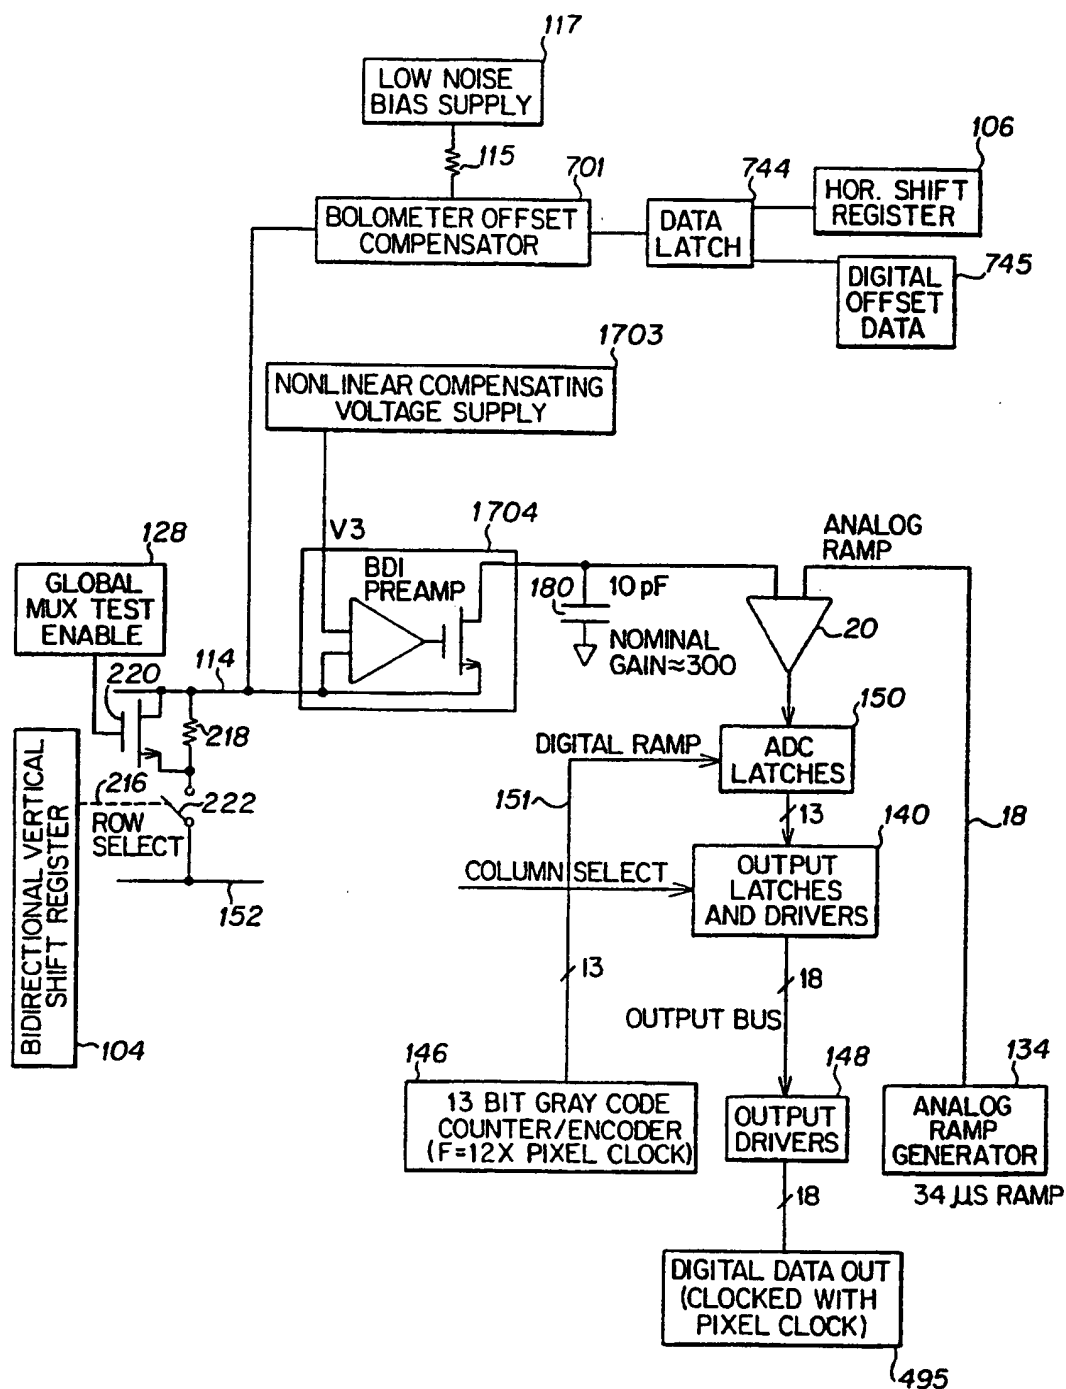 117
LOW NOISE
BIAS SUPPLY
115
701
BOLOMETER OFFSET
COMPENSATOR
744
DATA
LATCH
106
HOR. SHIFT
REGISTER
745
DIGITAL
OFFSET
DATA
1703
NONLINEAR COMPENSATING
VOLTAGE SUPPLY
V3
1704
BDI
PREAMP
128
GLOBAL
MUX TEST
ENABLE
220
114
218
216
222
ROW
SELECT
152
BIDIRECTIONAL VERTICAL
SHIFT REGISTER
104
180
10 pF
NOMINAL
GAIN≈300
ANALOG
RAMP
20
150
DIGITAL RAMP
ADC
LATCHES
151
13
140
18
COLUMN SELECT
OUTPUT
LATCHES
AND DRIVERS
13
18
OUTPUT BUS
146
13 BIT GRAY CODE
COUNTER/ENCODER
(F=12X PIXEL CLOCK)
148
OUTPUT
DRIVERS
134
ANALOG
RAMP
GENERATOR
34 µS RAMP
18
DIGITAL DATA OUT
(CLOCKED WITH
PIXEL CLOCK)
495